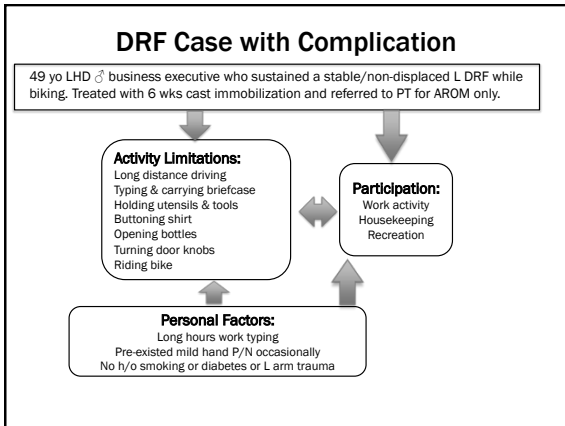 DRF Case with Complication
49 yo LHD ♂ business executive who sustained a stable/non-displaced L DRF while
biking. Treated with 6 wks cast immobilization and referred to PT for AROM only.
Activity Limitations:
Long distance driving
Typing & carrying briefcase
Holding utensils & tools
Buttoning shirt
Opening bottles
Turning door knobs
Riding bike
Participation:
Work activity
Housekeeping
Recreation
Personal Factors:
Long hours work typing
Pre-existed mild hand P/N occasionally
No h/o smoking or diabetes or L arm trauma